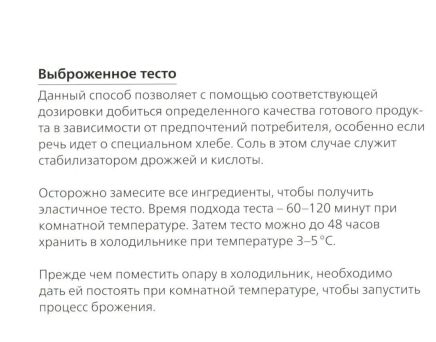 Выброженное тесто
Данный способ позволяет с помощью соответствующей
дозировки добиться определенного качества готового продук-
та в зависимости от предпочтений потребителя, особенно если
речь идет о специальном хлебе. Соль в этом случае служит
стабилизатором дрожжей и кислоты.
Осторожно замесите все ингредиенты, чтобы получить
эластичное тесто. Время подхода теста – 60–120 минут при
комнатной температуре. Затем тесто можно до 48 часов
хранить в холодильнике при температуре 3–5 °С.
Прежде чем поместить опару в холодильник, необходимо
дать ей постоять при комнатной температуре, чтобы запустить
процесс брожения.